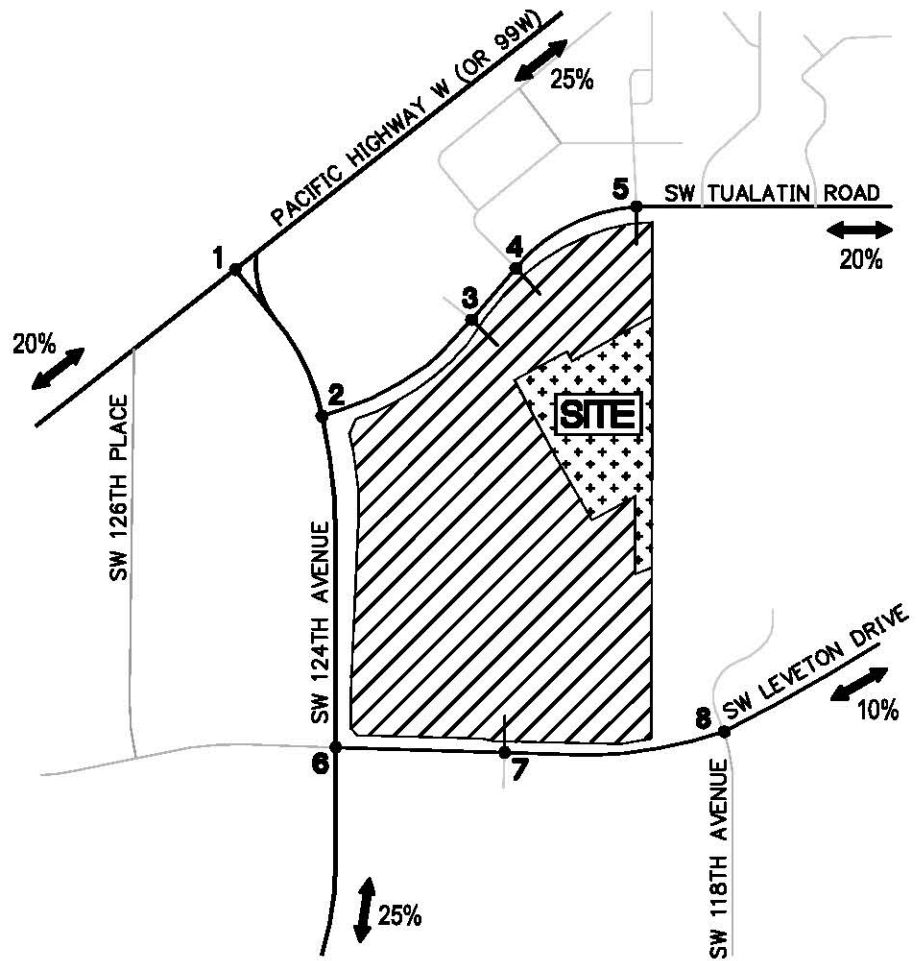 PACIFIC HIGHWAY W (OR 99W)
25%
5
SW TUALATIN ROAD
20%
1
4
3
20%
2
SITE
SW 126TH PLACE
SW 124TH AVENUE
SW LEVETON DRIVE
8
10%
6
7
SW 118TH AVENUE
25%